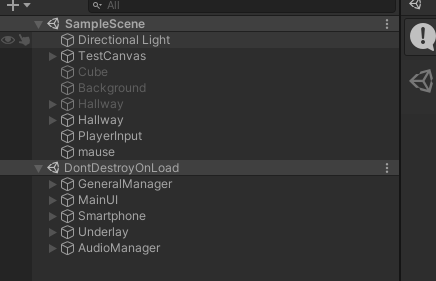 All
SampleScene
Directional Light
TestCanvas
Cube
Background
Hallway
Hallway
PlayerInput
mause
DontDestroyOnLoad
GeneralManager
MainUI
Smartphone
Underlay
AudioManager